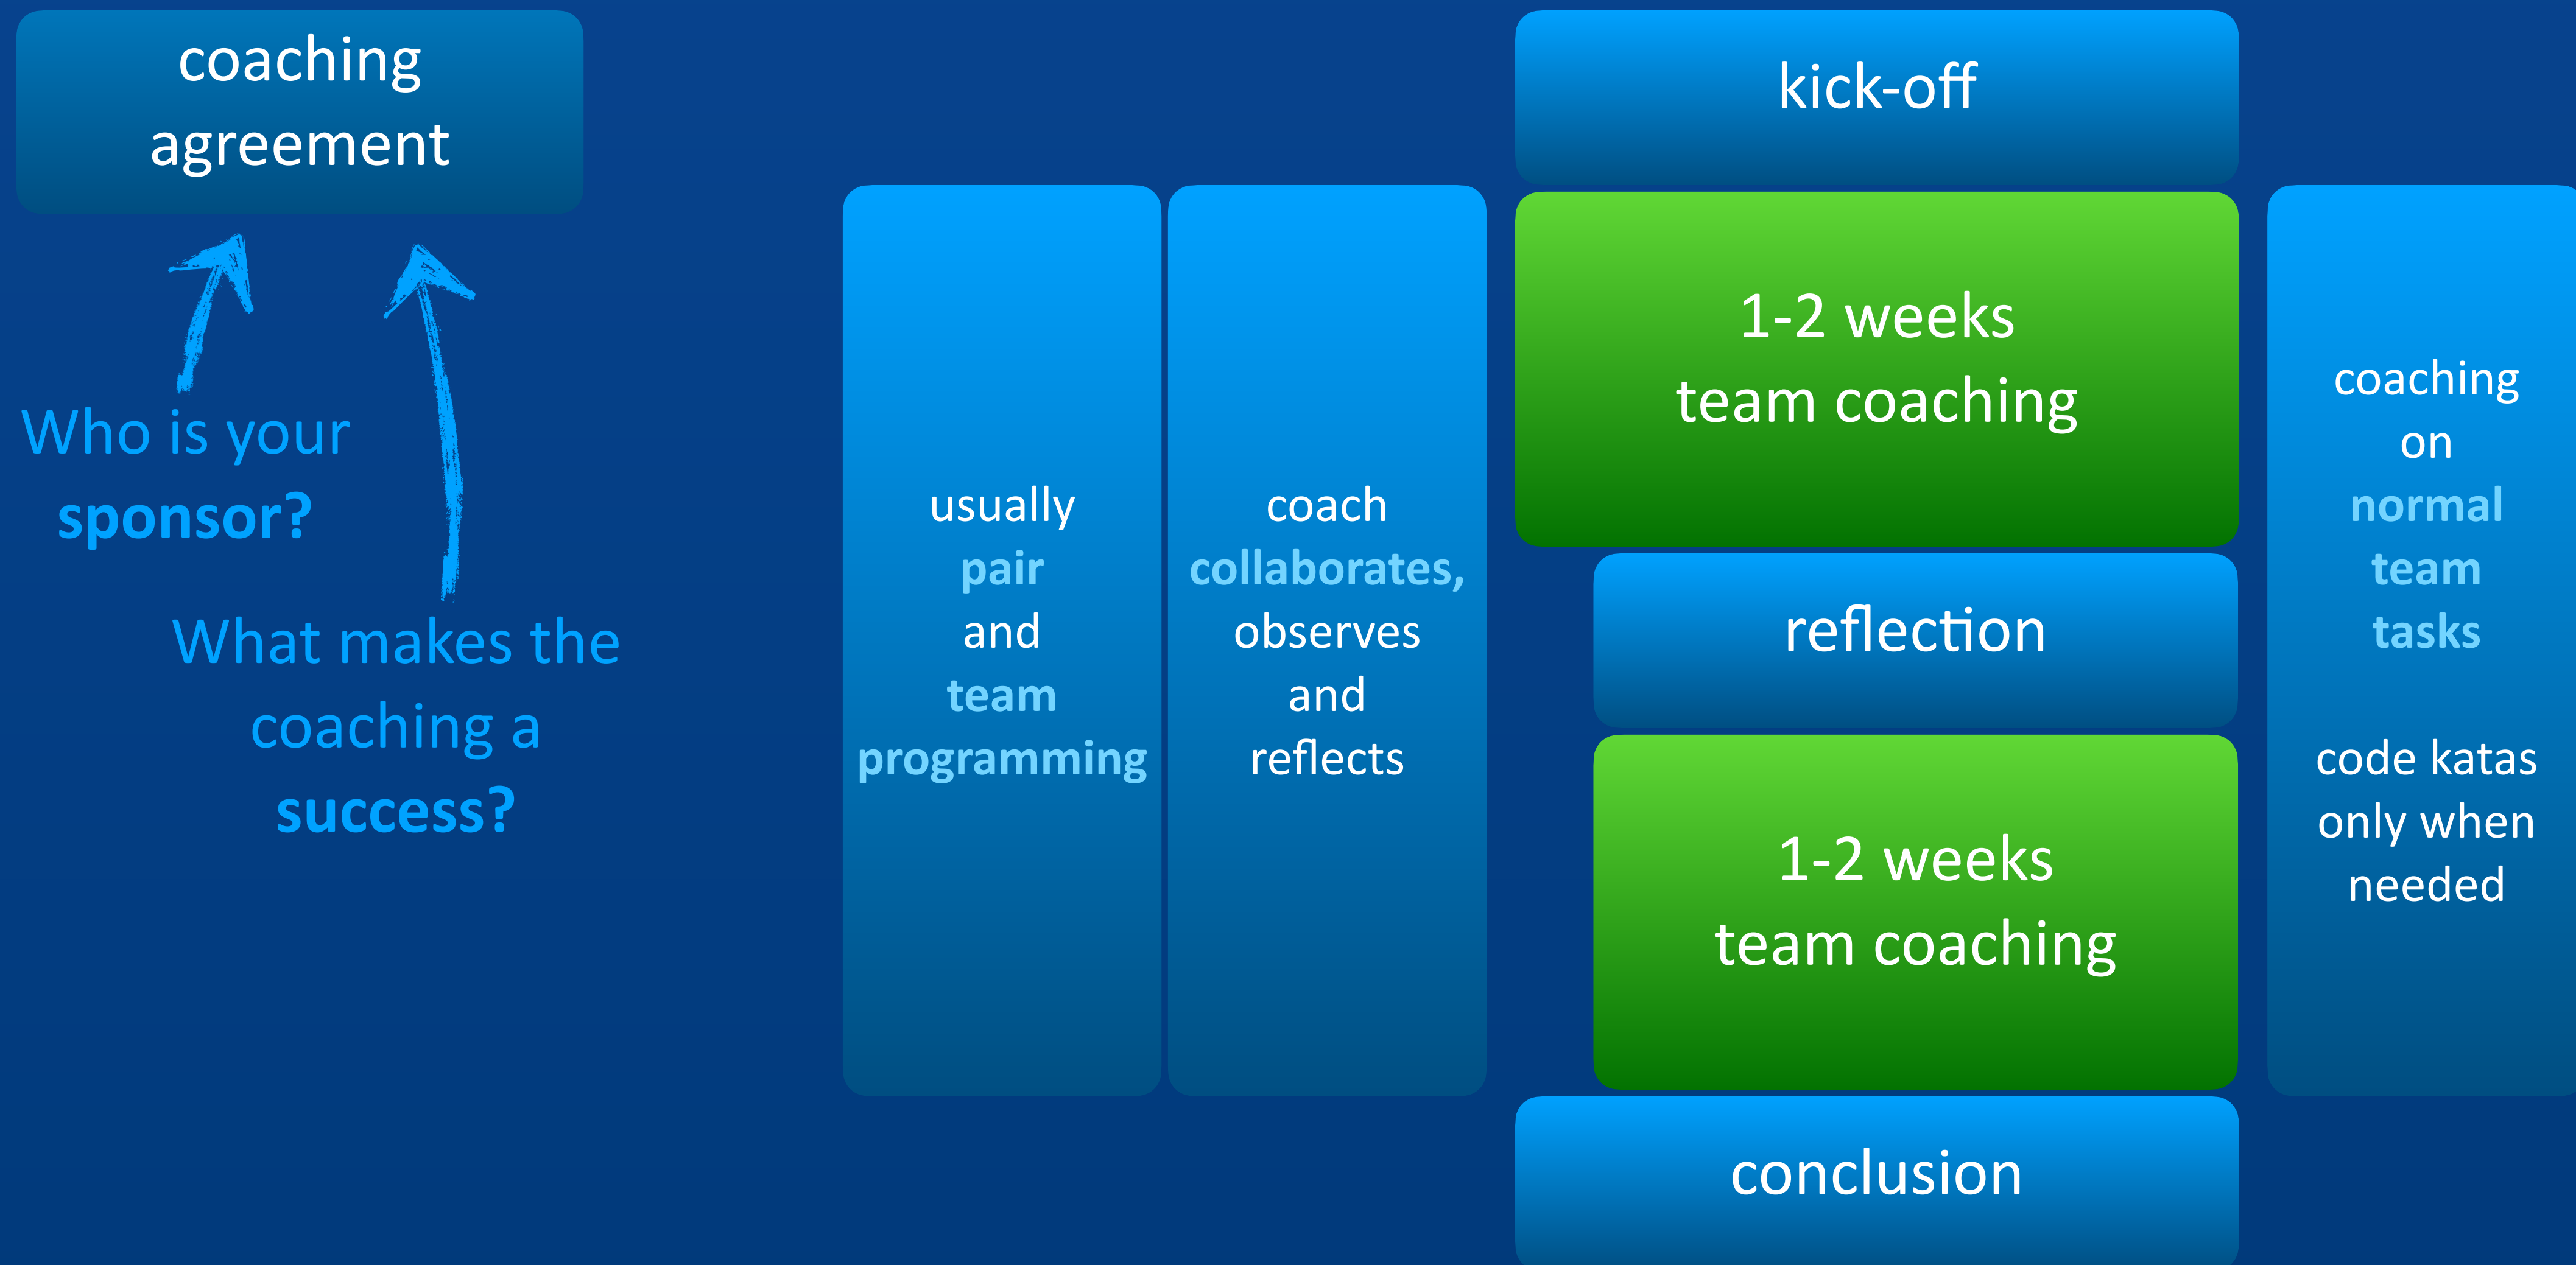 coaching
agreement
Who is your
sponsor?
What makes the
coaching a
success?
usually
pair
and
team
programming
coach
collaborates,
observes
and
reflects
kick-off
1-2 weeks
team coaching
reflection
1-2 weeks
team coaching
conclusion
coaching
on
normal
team
tasks
code katas
only when
needed